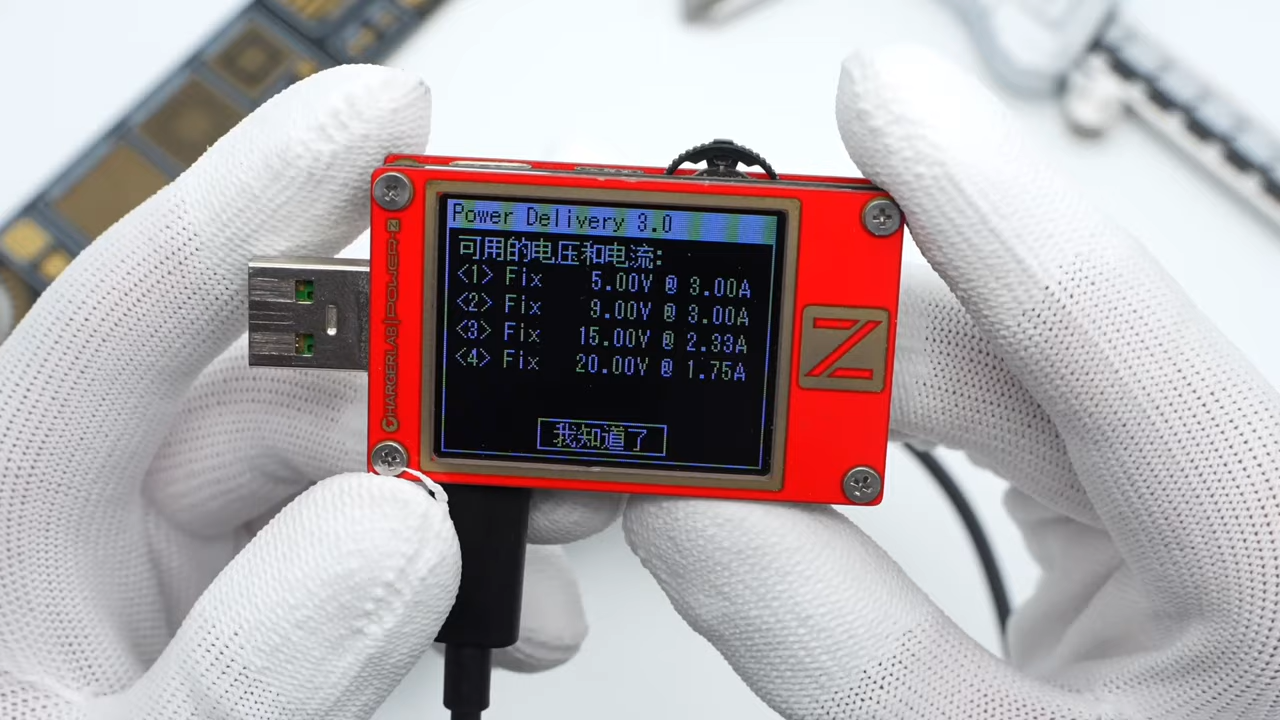 Power Delivery 3.0
可用的电压和电流:
<1> Fix 5.00V @ 3.00A
<2> Fix 9.00V @ 3.00A
<3> Fix 15.00V @ 2.33A
<4> Fix 20.00V @ 1.75A
我知道了
CHARGERLAB | POWER-Z
Z